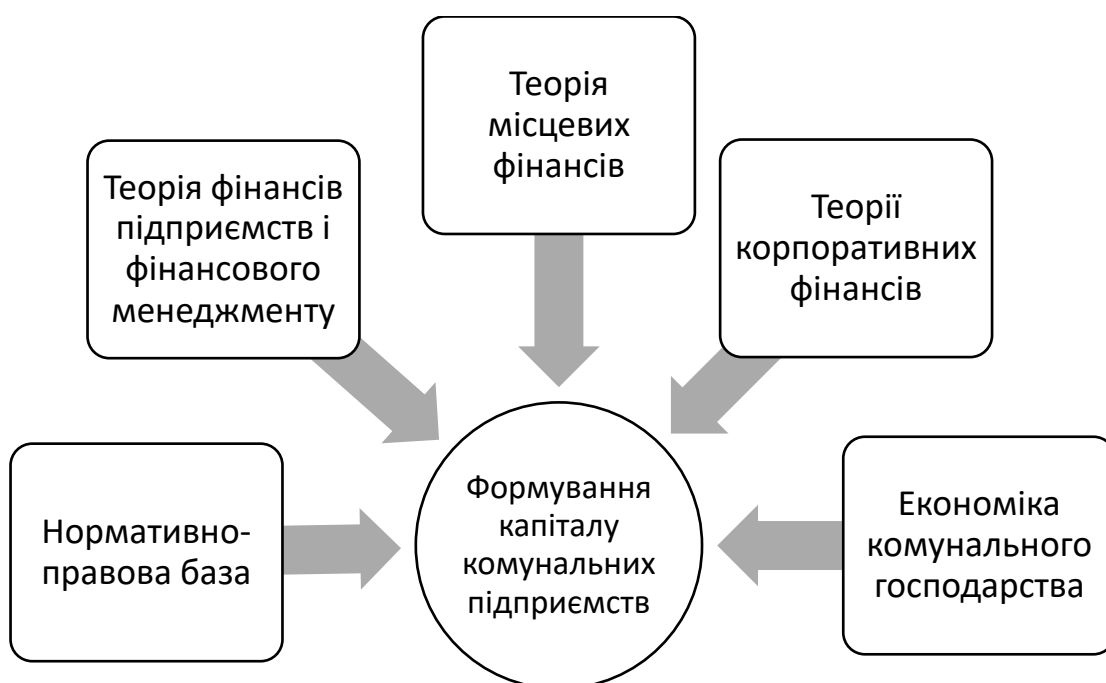 Теорія
місцевих
фінансів
Теорія фінансів
підприємств і
фінансового
менеджменту
Теорії
корпоративних
фінансів
Нормативно-
правова база
Формування
капіталу
комунальних
підприємств
Економіка
комунального
господарства